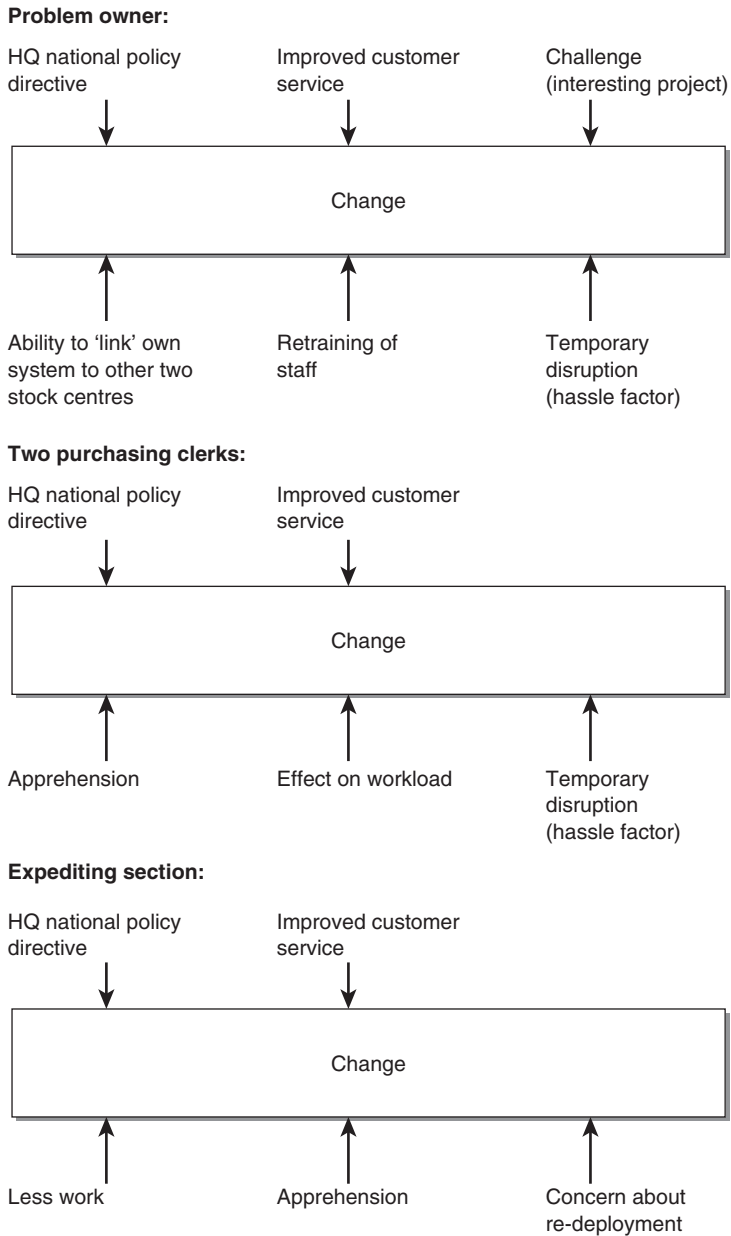 Problem owner:
HQ national policy
directive
Improved customer
service
Challenge
(interesting project)
Change
Ability to ‘link’ own
system to other two
stock centres
Retraining of
staff
Temporary
disruption
(hassle factor)
Two purchasing clerks:
HQ national policy
directive
Improved customer
service
Change
Apprehension
Effect on workload
Temporary
disruption
(hassle factor)
Expediting section:
HQ national policy
directive
Improved customer
service
Change
Less work
Apprehension
Concern about
re-deployment